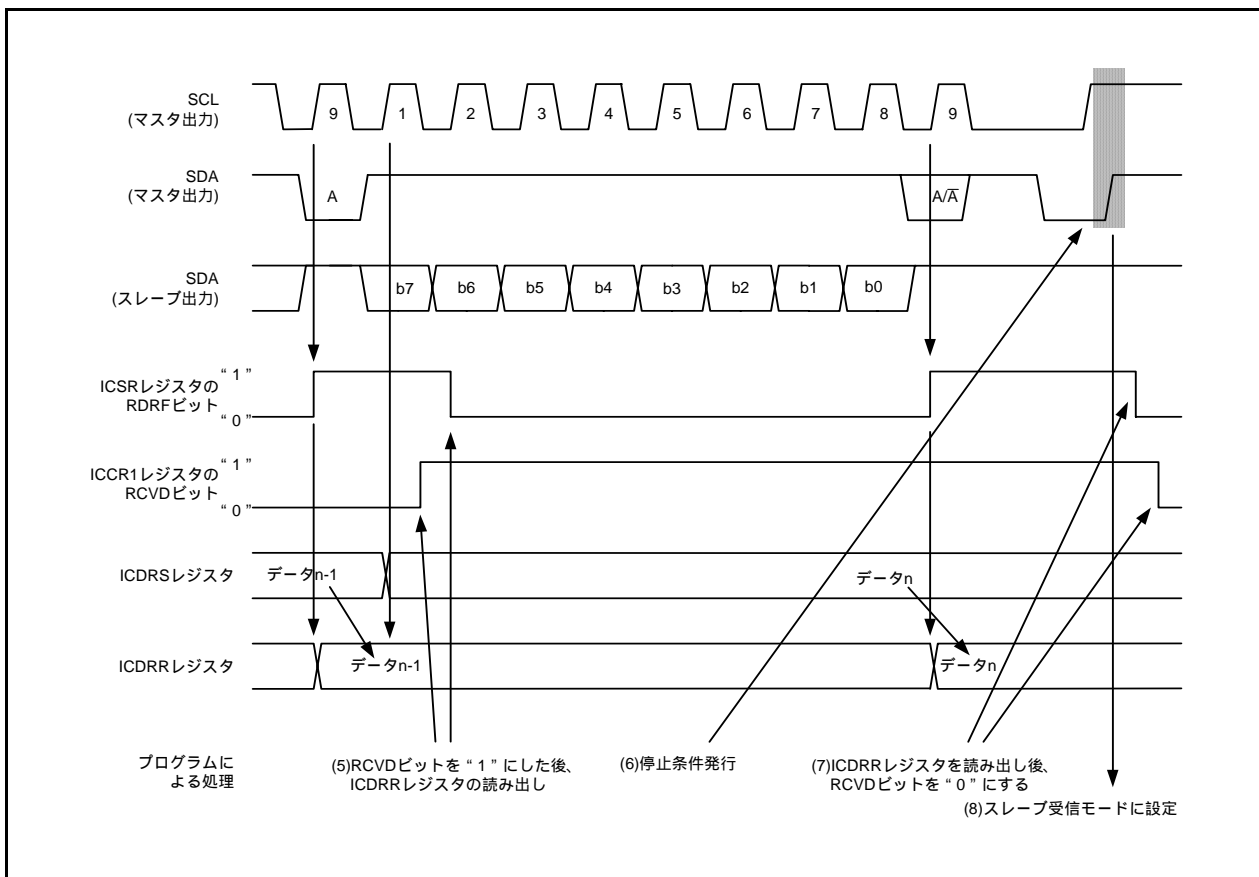 SCL
(マスタ出力)
9 1 2 3 4 5 6 7 8 9
SDA
(マスタ出力)
A
A/A̅
SDA
(スレーブ出力)
b7 b6 b5 b4 b3 b2 b1 b0
ICSRレジスタの
RDRFビット
“ 1 ”
“ 0 ”
ICCR1レジスタの
RCVDビット
“ 1 ”
“ 0 ”
ICDRSレジスタ
データn-1
データn
ICDRRレジスタ
データn-1
データn
プログラムに
よる処理
(5)RCVDビットを“ 1 ”にした後、
ICDRRレジスタの読み出し
(6)停止条件発行
(7)ICDRRレジスタを読み出し後、
RCVDビットを“ 0 ”にする
(8)スレーブ受信モードに設定